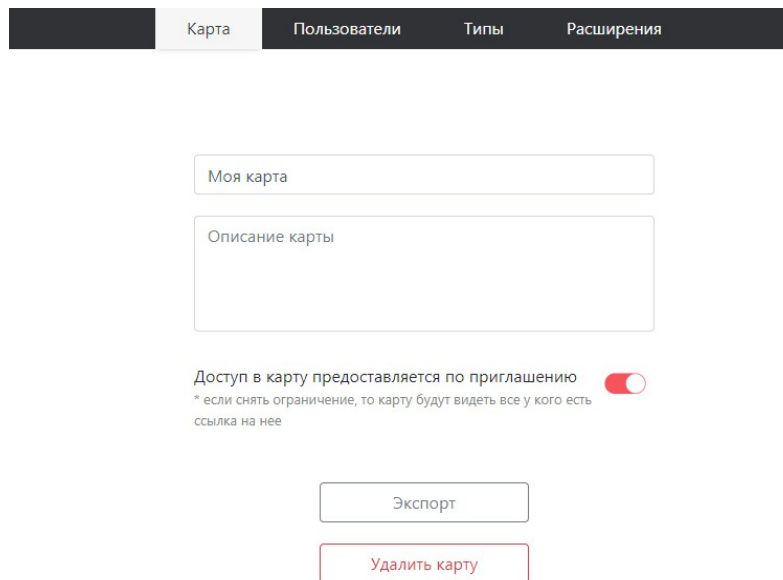 Карта Пользователи Типы Расширения
Моя карта
Описание карты
Доступ в карту предоставляется по приглашению
* если снять ограничение, то карту будут видеть все у кого есть
ссылка на нее
Экспорт
Удалить карту